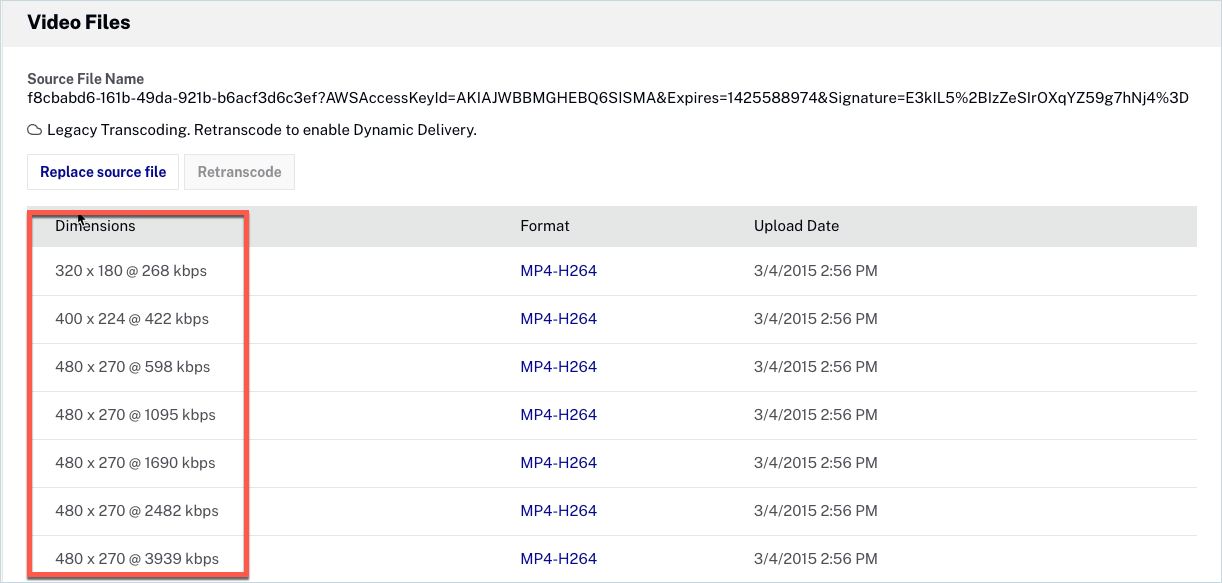 Video Files
Source File Name
f8cbabd6-161b-49da-921b-b6acf3d6c3ef?AWSAccessKeyId=AKIAJWBBMGHEBQ6SISMA&Expires=1425588974&Signature=E3kIL5%2BIzZeSIrOXqYZ59g7hNj4%3D
Legacy Transcoding. Retranscode to enable Dynamic Delivery.
Replace source file Retranscode
Dimensions Format Upload Date
320 x 180 @ 268 kbps MP4-H264 3/4/2015 2:56 PM
400 x 224 @ 422 kbps MP4-H264 3/4/2015 2:56 PM
480 x 270 @ 598 kbps MP4-H264 3/4/2015 2:56 PM
480 x 270 @ 1095 kbps MP4-H264 3/4/2015 2:56 PM
480 x 270 @ 1690 kbps MP4-H264 3/4/2015 2:56 PM
480 x 270 @ 2482 kbps MP4-H264 3/4/2015 2:56 PM
480 x 270 @ 3939 kbps MP4-H264 3/4/2015 2:56 PM